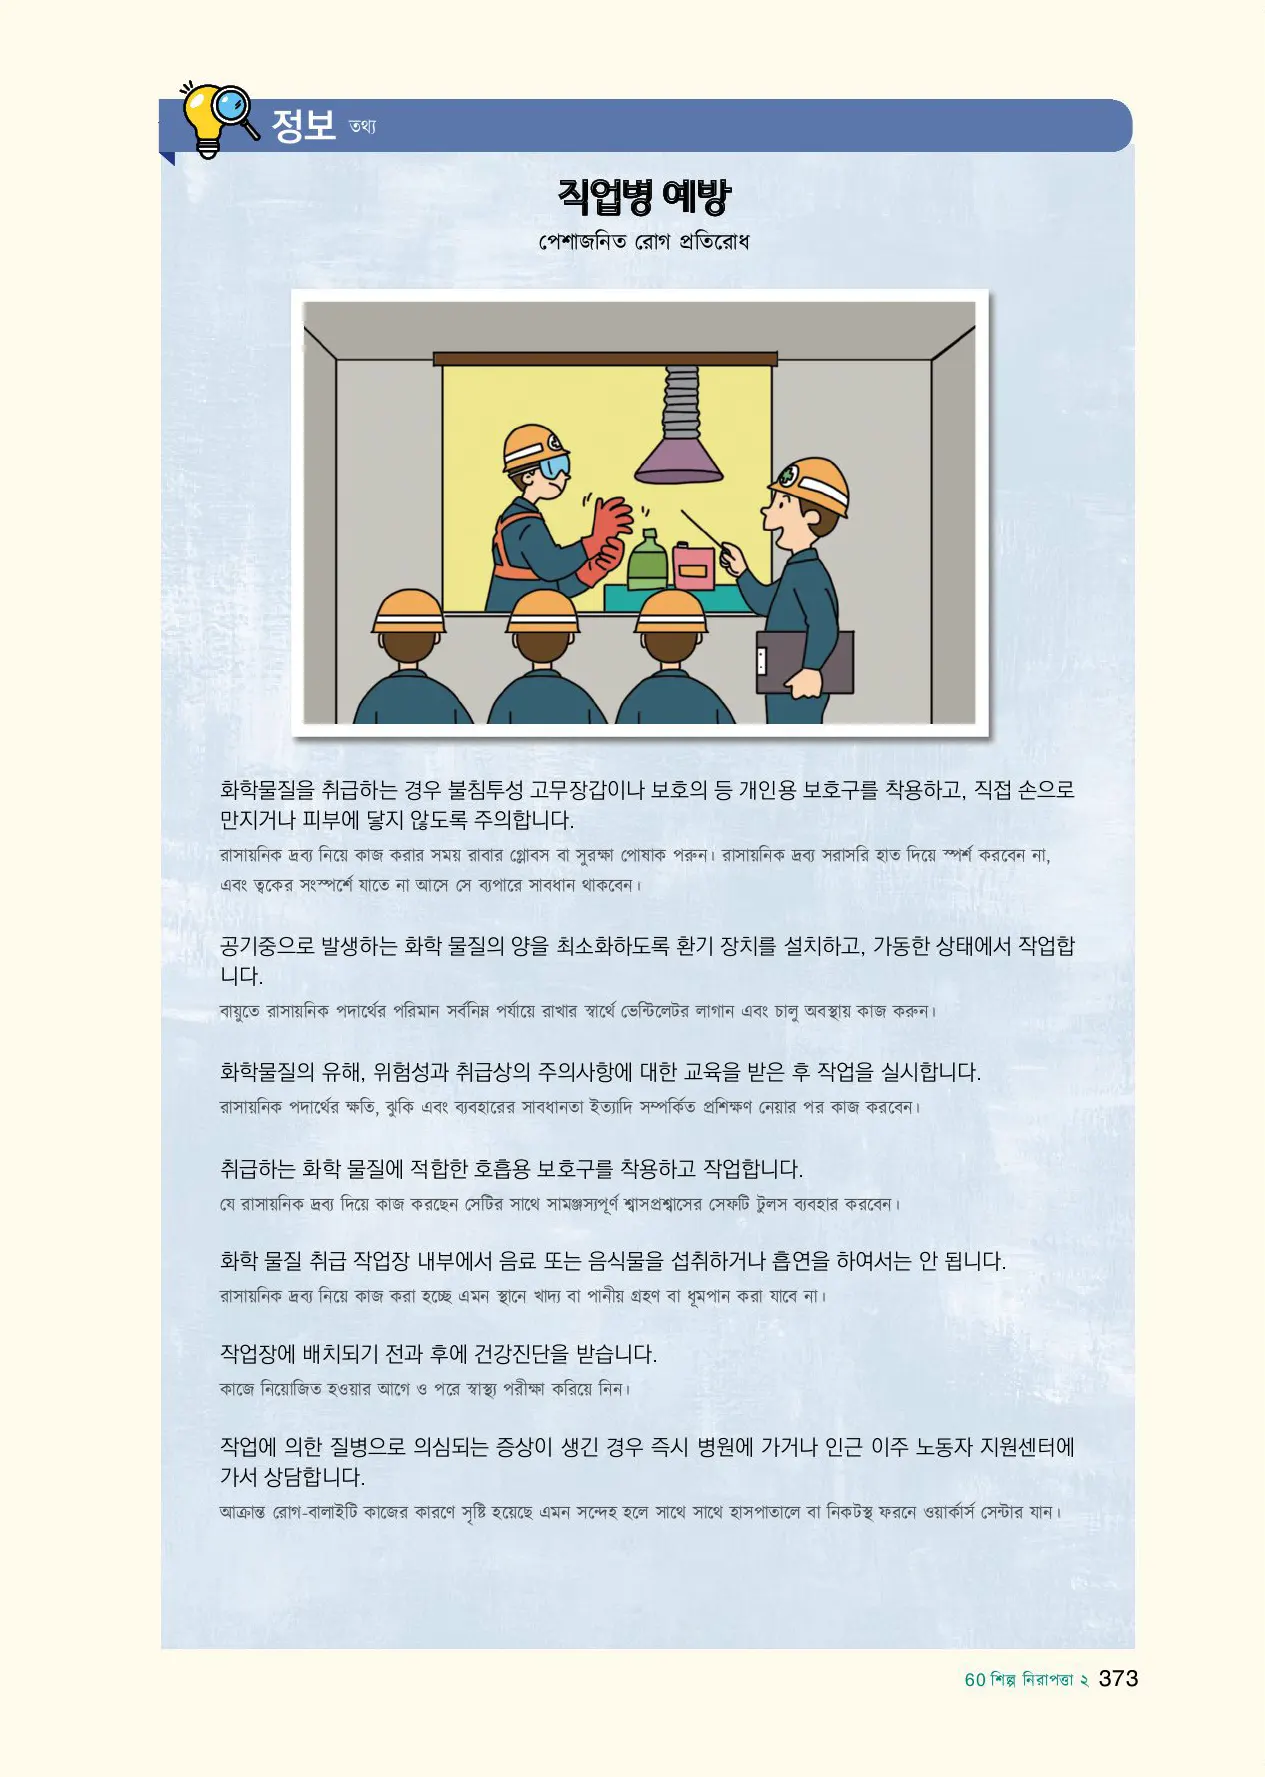 정보 তথ্য
직업병 예방
পেশাজনিত রোগ প্রতিরোধ
화학물질을 취급하는 경우 불침투성 고무장갑이나 보호의 등 개인용 보호구를 착용하고, 직접 손으로
만지거나 피부에 닿지 않도록 주의합니다.
রাসায়নিক দ্রব্য নিয়ে কাজ করার সময় রাবার গ্লোবস বা সুরক্ষা পোষাক পরুন। রাসায়নিক দ্রব্য সরাসরি হাত দিয়ে স্পর্শ করবেন না,
এবং ত্বকের সংস্পর্শে যাতে না আসে সে ব্যপারে সাবধান থাকবেন।
공기중으로 발생하는 화학 물질의 양을 최소화하도록 환기 장치를 설치하고, 가동한 상태에서 작업합
니다.
বায়ুতে রাসায়নিক পদার্থের পরিমান সর্বনিম্ন পর্যায়ে রাখার স্বার্থে ভেন্টিলেটর লাগান এবং চালু অবস্থায় কাজ করুন।
화학물질의 유해, 위험성과 취급상의 주의사항에 대한 교육을 받은 후 작업을 실시합니다.
রাসায়নিক পদার্থের ক্ষতি, ঝুকি এবং ব্যবহারের সাবধানতা ইত্যাদি সম্পর্কিত প্রশিক্ষণ নেয়ার পর কাজ করবেন।
취급하는 화학 물질에 적합한 호흡용 보호구를 착용하고 작업합니다.
যে রাসায়নিক দ্রব্য দিয়ে কাজ করছেন সেটির সাথে সামঞ্জস্যপূর্ণ শ্বাসপ্রশ্বাসের সেফটি টুলস ব্যবহার করবেন।
화학 물질 취급 작업장 내부에서 음료 또는 음식물을 섭취하거나 흡연을 하여서는 안 됩니다.
রাসায়নিক দ্রব্য নিয়ে কাজ করা হচ্ছে এমন স্থানে খাদ্য বা পানীয় গ্রহণ বা ধূমপান করা যাবে না।
작업장에 배치되기 전과 후에 건강진단을 받습니다.
কাজে নিয়োজিত হওয়ার আগে ও পরে স্বাস্থ্য পরীক্ষা করিয়ে নিন।
작업에 의한 질병으로 의심되는 증상이 생긴 경우 즉시 병원에 가거나 인근 이주 노동자 지원센터에
가서 상담합니다.
আক্রান্ত রোগ-বালাইটি কাজের কারণে সৃষ্টি হয়েছে এমন সন্দেহ হলে সাথে সাথে হাসপাতালে বা নিকটস্থ ফরেন ওয়ার্কার্স সেন্টার যান।
60 শিল্প নিরাপত্তা ২ 373